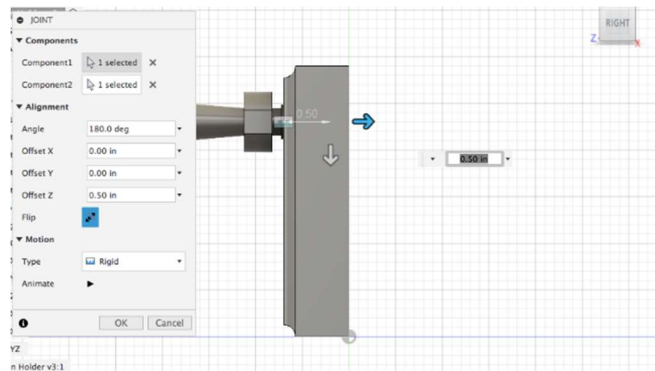 JOINT
Components
Component1 1 selected
Component2 1 selected
Alignment
Angle 180.0 deg
Offset X 0.00 in
Offset Y 0.00 in
Offset Z 0.50 in
Flip
Motion
Type Rigid
Animate
OK Cancel
YZ
n Holder v3:1
0.50
0.50 in
RIGHT
Z
X